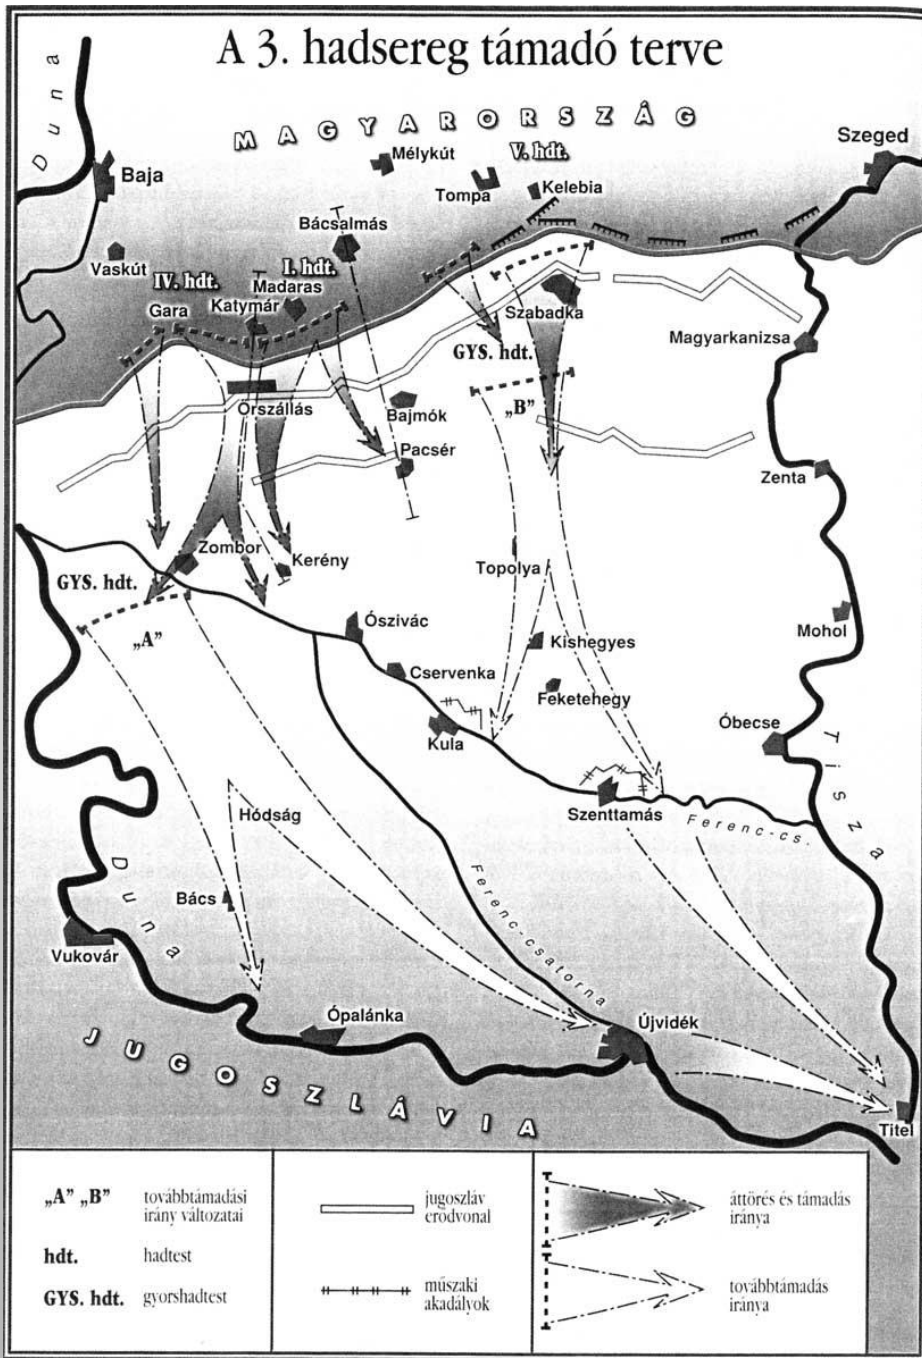 A 3. hadsereg támadó terve
MAGYARORSZÁG
Duna
Baja
Mélykút
V. hdt.
Tompa
Kelebia
Szeged
Bácsalmás
Vaskút
IV. hdt.
I. hdt.
Madaras
Gara
Katymár
Szabadka
Magyarkanizsa
GYS. hdt.
Orszállás
Bajmók
„B”
Pacsér
Zenta
Zombor
Kerény
Topolya
GYS. hdt.
„A”
Ószivác
Kishegyes
Mohol
Cservenka
Feketehegy
Kula
Óbecse
Tisza
Hódság
Szenttamás
Ferenc-cs.
Duna
Bács
Ferenc-csatorna
Vukovár
Ópalánka
Újvidék
JUGOSZLÁVIA
Titel
„A” „B” továbbtámadási
irány változatai
hdt. hadtest
GYS. hdt. gyorshadtest
jugoszláv
erődvonal
műszaki
akadályok
áttörés és támadás
iránya
továbbtámadás
iránya